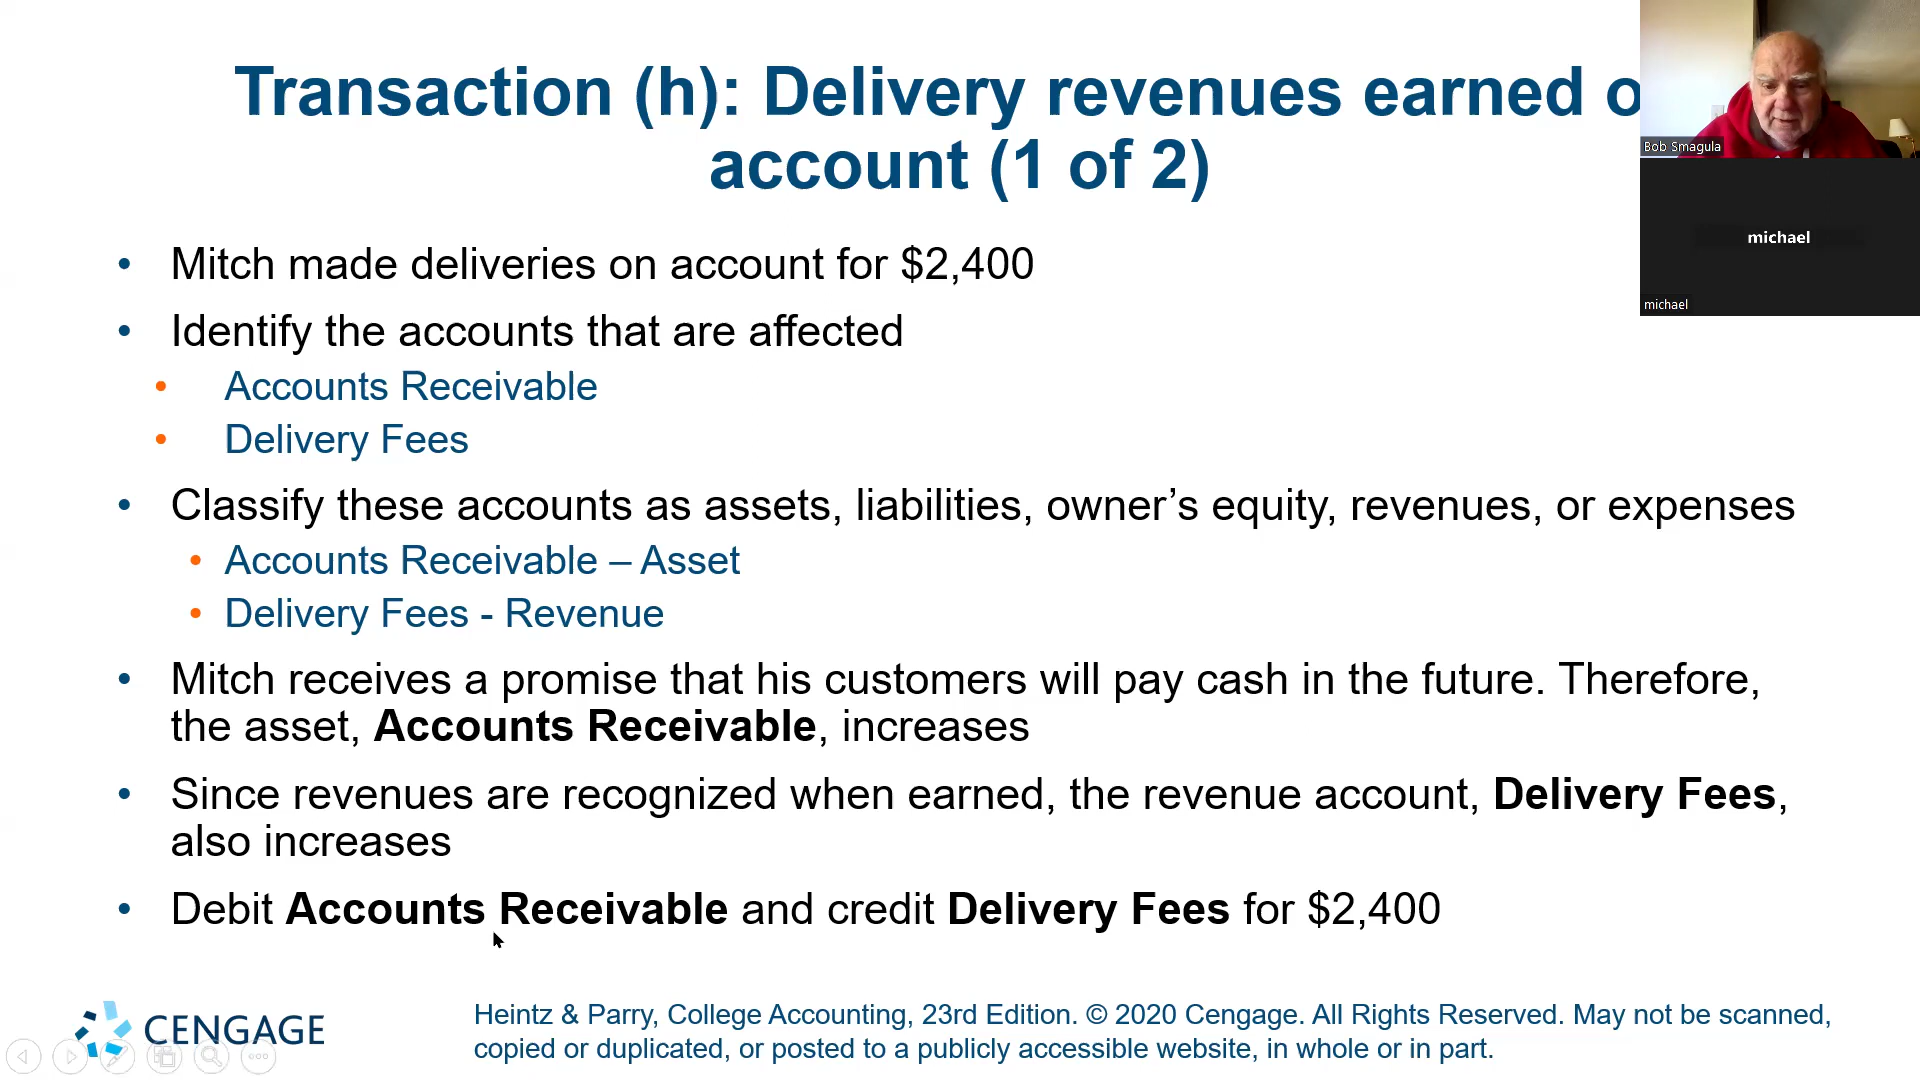 Transaction (h): Delivery revenues earned o
account (1 of 2)
Bob Smagula
michael
michael
• Mitch made deliveries on account for $2,400
• Identify the accounts that are affected
• Accounts Receivable
• Delivery Fees
• Classify these accounts as assets, liabilities, owner’s equity, revenues, or expenses
• Accounts Receivable – Asset
• Delivery Fees - Revenue
• Mitch receives a promise that his customers will pay cash in the future. Therefore,
the asset, Accounts Receivable, increases
• Since revenues are recognized when earned, the revenue account, Delivery Fees,
also increases
• Debit Accounts Receivable and credit Delivery Fees for $2,400
CENGAGE
Heintz & Parry, College Accounting, 23rd Edition. © 2020 Cengage. All Rights Reserved. May not be scanned,
copied or duplicated, or posted to a publicly accessible website, in whole or in part.